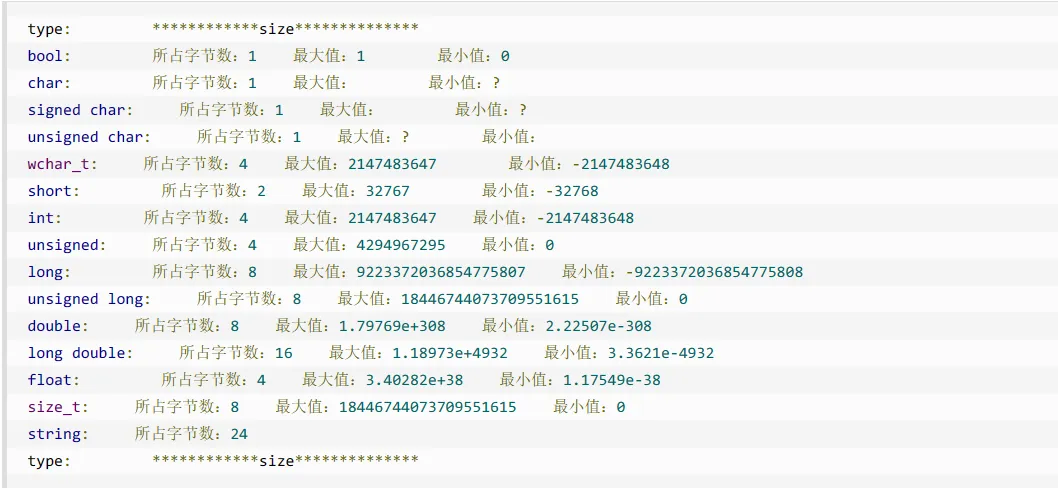 type:         ************size**************
bool:         所占字节数：1    最大值：1        最小值：0
char:         所占字节数：1    最大值：         最小值：?
signed char:     所占字节数：1    最大值：         最小值：?
unsigned char:     所占字节数：1    最大值：?        最小值：
wchar_t:     所占字节数：4    最大值：2147483647        最小值：-2147483648
short:         所占字节数：2    最大值：32767        最小值：-32768
int:         所占字节数：4    最大值：2147483647    最小值：-2147483648
unsigned:     所占字节数：4    最大值：4294967295    最小值：0
long:         所占字节数：8    最大值：9223372036854775807    最小值：-9223372036854775808
unsigned long:     所占字节数：8    最大值：18446744073709551615    最小值：0
double:     所占字节数：8    最大值：1.79769e+308    最小值：2.22507e-308
long double:     所占字节数：16    最大值：1.18973e+4932    最小值：3.3621e-4932
float:         所占字节数：4    最大值：3.40282e+38    最小值：1.17549e-38
size_t:     所占字节数：8    最大值：18446744073709551615    最小值：0
string:     所占字节数：24
type:         ************size**************